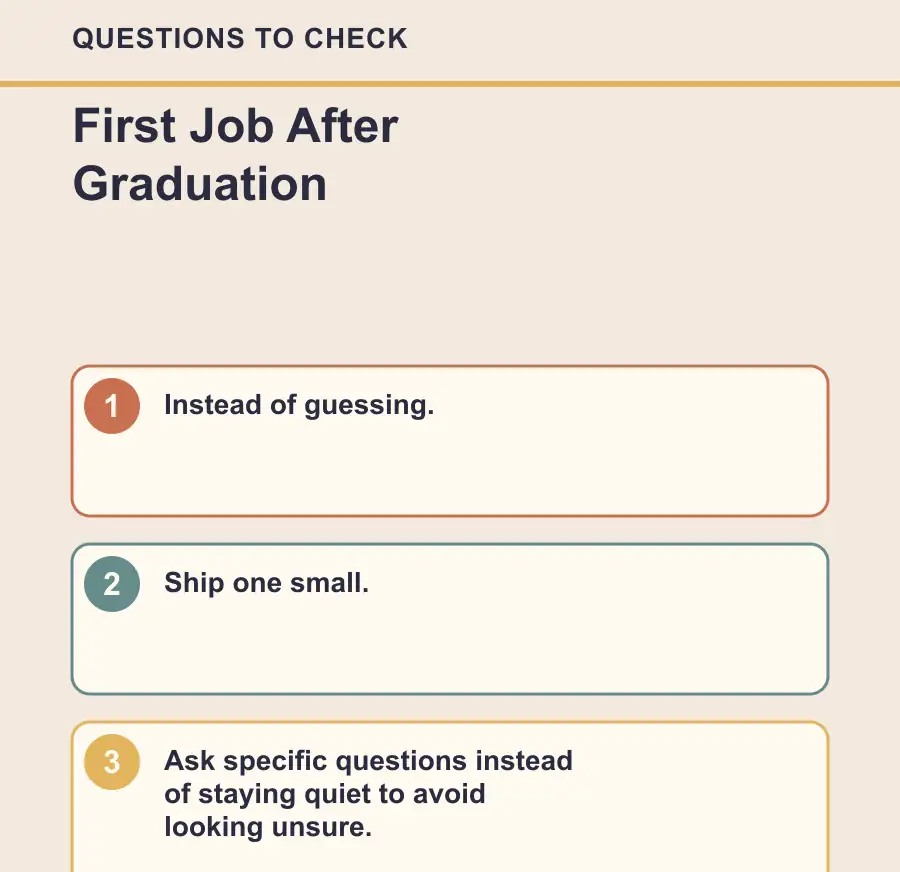 QUESTIONS TO CHECK
First Job After
Graduation
1
Instead of guessing.
2
Ship one small.
3
Ask specific questions instead
of staying quiet to avoid
looking unsure.